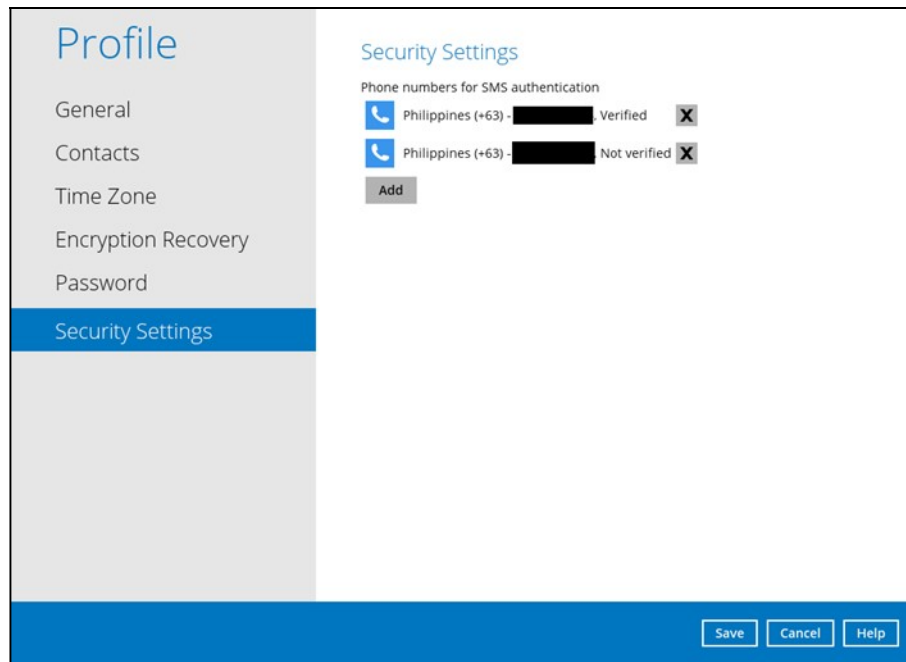 Profile
General
Contacts
Time Zone
Encryption Recovery
Password
Security Settings
Security Settings
Phone numbers for SMS authentication
Philippines (+63) - . Verified X
Philippines (+63) - . Not verified X
Add
Save Cancel Help